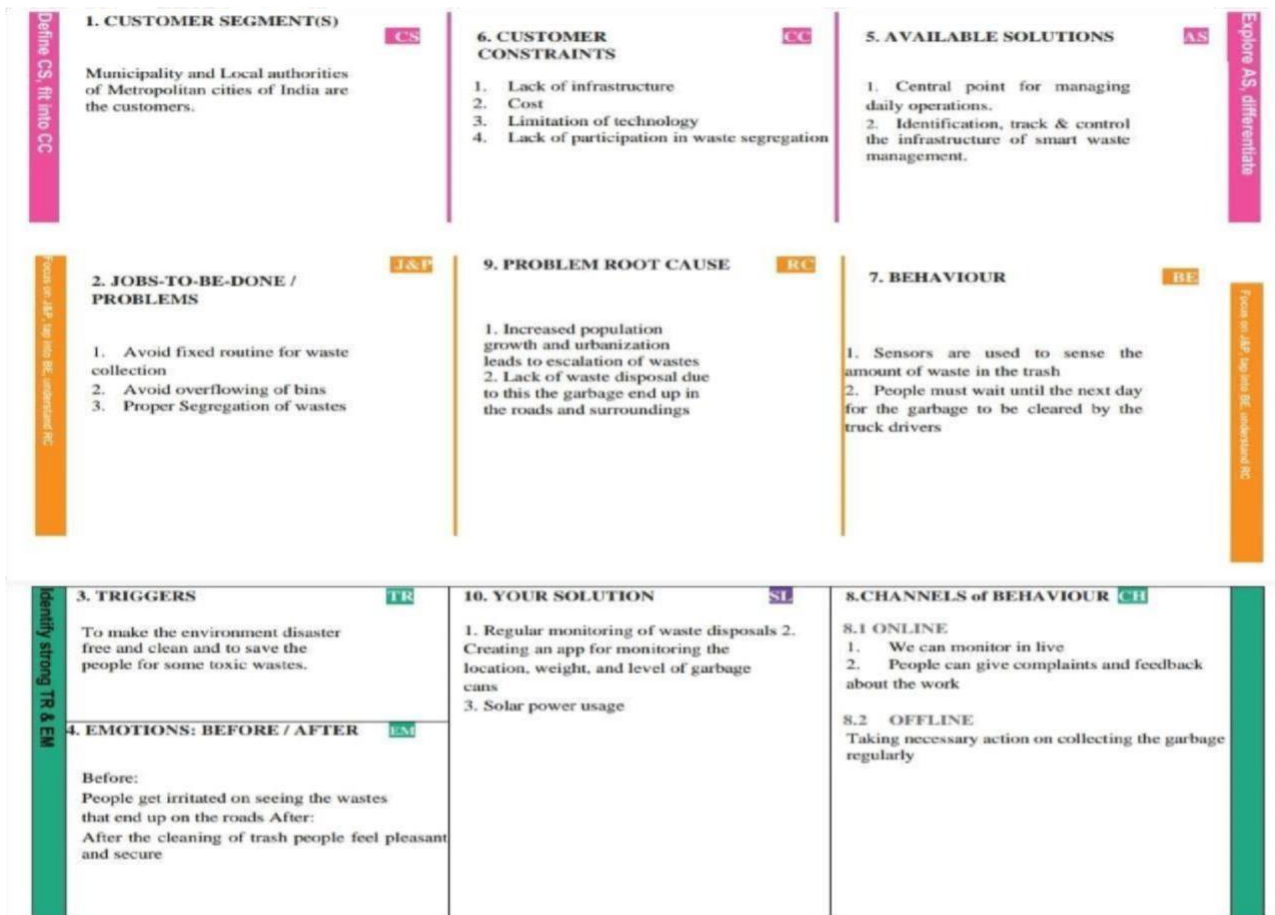 Define CS, fit into CC
1. CUSTOMER SEGMENT(S)
CS
Municipality and Local authorities
of Metropolitan cities of India are
the customers.
6. CUSTOMER
CONSTRAINTS
CC
1. Lack of infrastructure
2. Cost
3. Limitation of technology
4. Lack of participation in waste segregation
5. AVAILABLE SOLUTIONS
AS
1. Central point for managing
daily operations.
2. Identification, track & control
the infrastructure of smart waste
management.
Explore AS, differentiate
Focus on J&P, tap into BE, understand RC
2. JOBS-TO-BE-DONE /
PROBLEMS
J&P
1. Avoid fixed routine for waste
collection
2. Avoid overflowing of bins
3. Proper Segregation of wastes
9. PROBLEM ROOT CAUSE
RC
1. Increased population
growth and urbanization
leads to escalation of wastes
2. Lack of waste disposal due
to this the garbage end up in
the roads and surroundings
7. BEHAVIOUR
BE
1. Sensors are used to sense the
amount of waste in the trash
2. People must wait until the next day
for the garbage to be cleared by the
truck drivers
Focus on J&P, tap into BE, understand RC
Identify strong TR & EM
3. TRIGGERS
TR
To make the environment disaster
free and clean and to save the
people for some toxic wastes.
4. EMOTIONS: BEFORE / AFTER
EM
Before:
People get irritated on seeing the wastes
that end up on the roads After:
After the cleaning of trash people feel pleasant
and secure
10. YOUR SOLUTION
SL
1. Regular monitoring of waste disposals 2.
Creating an app for monitoring the
location, weight, and level of garbage
cans
3. Solar power usage
8.CHANNELS of BEHAVIOUR
CH
8.1 ONLINE
1. We can monitor in live
2. People can give complaints and feedback
about the work
8.2 OFFLINE
Taking necessary action on collecting the garbage
regularly